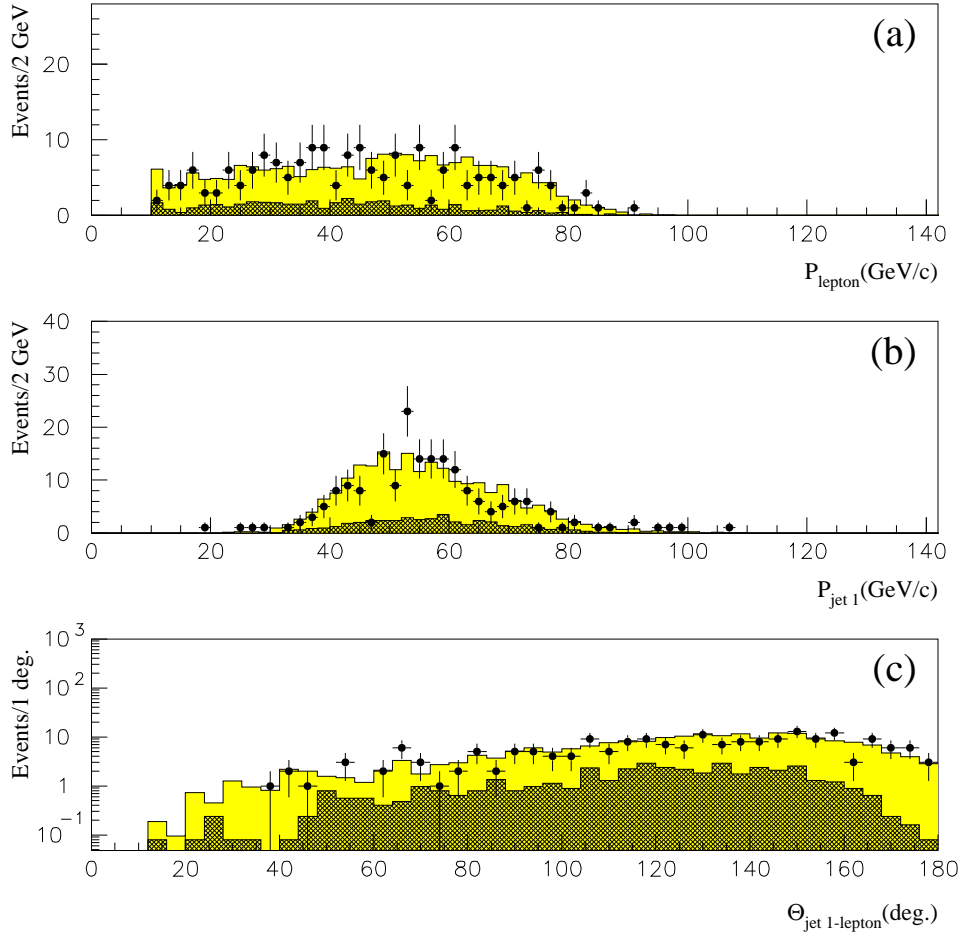 (a)
Events/2 GeV
20
10
0
0 20 40 60 80 100 120 140
P lepton (GeV/c)
(b)
Events/2 GeV
40
30
20
10
0
0 20 40 60 80 100 120 140
P jet 1 (GeV/c)
(c)
Events/1 deg.
10 3
10 2
10
1
10 -1
0 20 40 60 80 100 120 140 160 180
Θ jet 1-lepton (deg.)